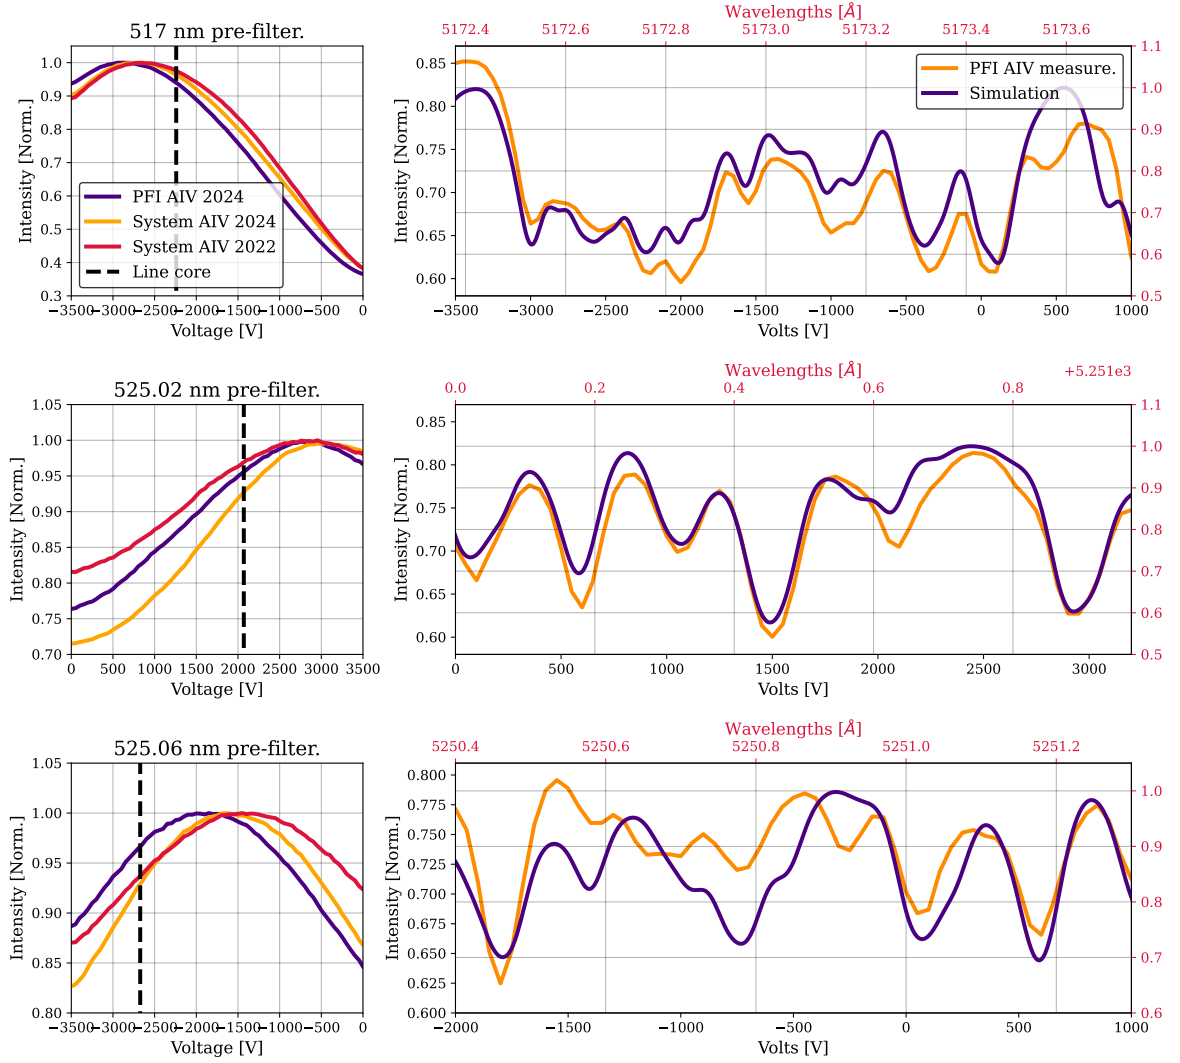 517 nm pre-filter.
Intensity [Norm.]
1.0
0.9
0.8
0.7
0.6
0.5
0.4
0.3
PFI AIV 2024
System AIV 2024
System AIV 2022
Line core
−3500 −3000 −2500 −2000 −1500 −1000 −500 0
Voltage [V]
Wavelengths [Å]
5172.4 5172.6 5172.8 5173.0 5173.2 5173.4 5173.6
Intensity [Norm.]
0.85
0.80
0.75
0.70
0.65
0.60
PFI AIV measure.
Simulation
1.1
1.0
0.9
0.8
0.7
0.6
0.5
−3500 −3000 −2500 −2000 −1500 −1000 −500 0 500 1000
Volts [V]
525.02 nm pre-filter.
Intensity [Norm.]
1.05
1.00
0.95
0.90
0.85
0.80
0.75
0.70
0 500 1000 1500 2000 2500 3000 3500
Voltage [V]
Wavelengths [Å]
+5.251e3
0.0 0.2 0.4 0.6 0.8
Intensity [Norm.]
0.85
0.80
0.75
0.70
0.65
0.60
1.1
1.0
0.9
0.8
0.7
0.6
0.5
0 500 1000 1500 2000 2500 3000
Volts [V]
525.06 nm pre-filter.
Intensity [Norm.]
1.05
1.00
0.95
0.90
0.85
0.80
−3500 −3000 −2500 −2000 −1500 −1000 −500 0
Voltage [V]
Wavelengths [Å]
5250.4 5250.6 5250.8 5251.0 5251.2
Intensity [Norm.]
0.800
0.775
0.750
0.725
0.700
0.675
0.650
0.625
0.600
1.0
0.9
0.8
0.7
0.6
−2000 −1500 −1000 −500 0 500 1000
Volts [V]